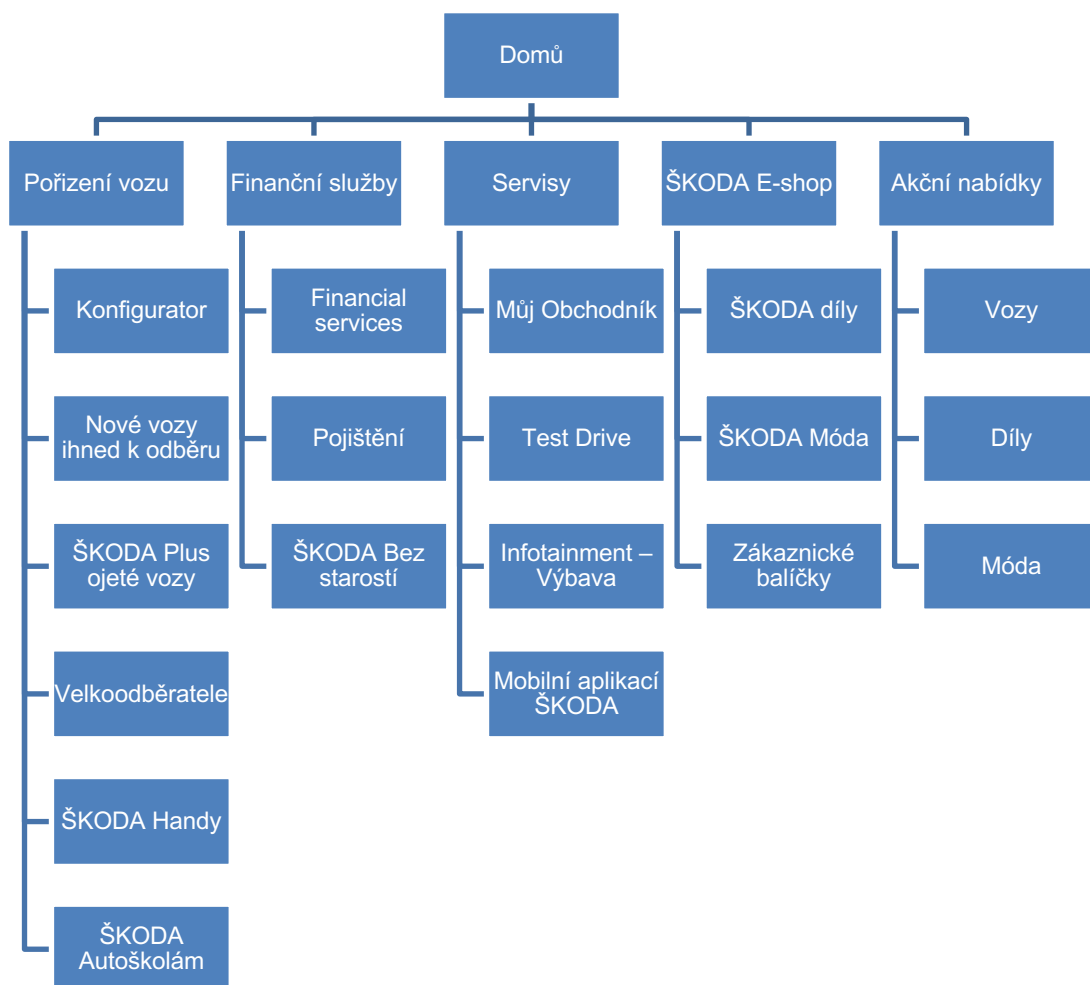 Domů
Pořizení vozu
Finanční služby
Servisy
ŠKODA E-shop
Akční nabídky
Konfigurator
Nové vozy
ihned k odběru
ŠKODA Plus
ojeté vozy
Velkoodběratele
ŠKODA Handy
ŠKODA
Autoškolám
Financial
services
Pojištění
ŠKODA Bez
starostí
Můj Obchodník
Test Drive
Infotainment –
Výbava
Mobilní aplikací
ŠKODA
ŠKODA díly
ŠKODA Móda
Zákaznické
balíčky
Vozy
Díly
Móda